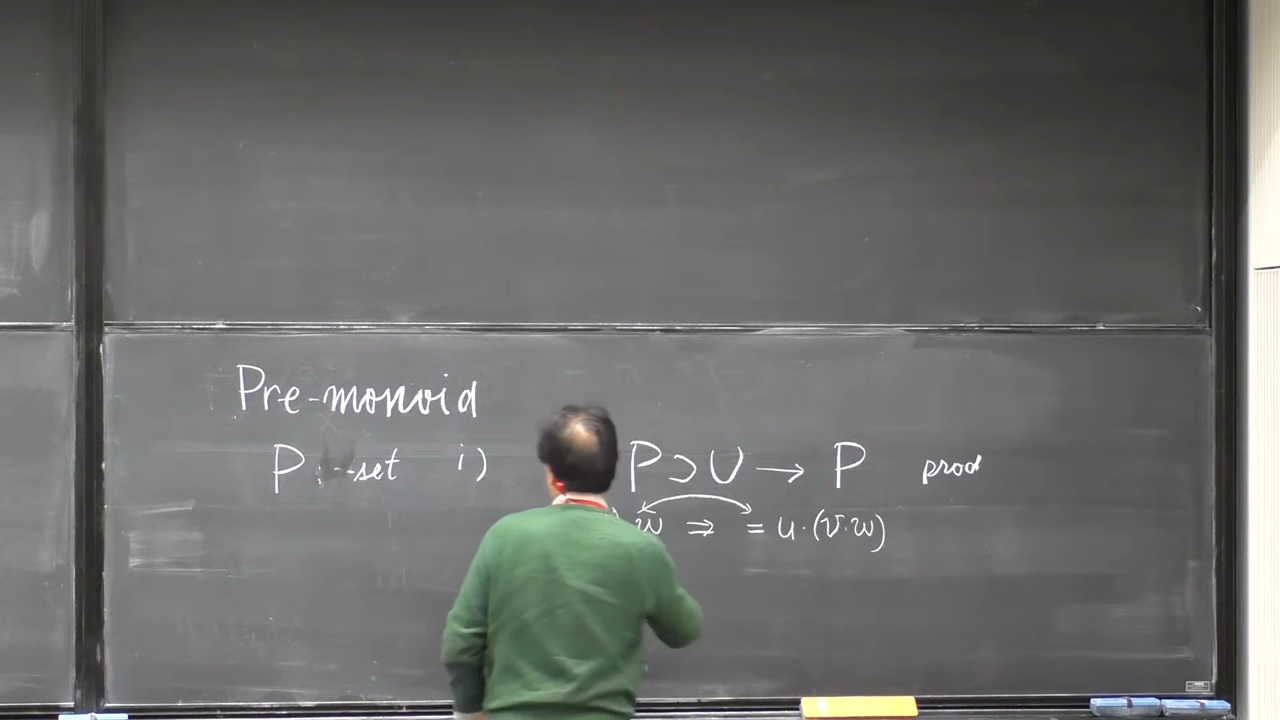 Pre-monoid
P : set i) P ⊃ U → P prod
) w ⇒ = u·(v·w)